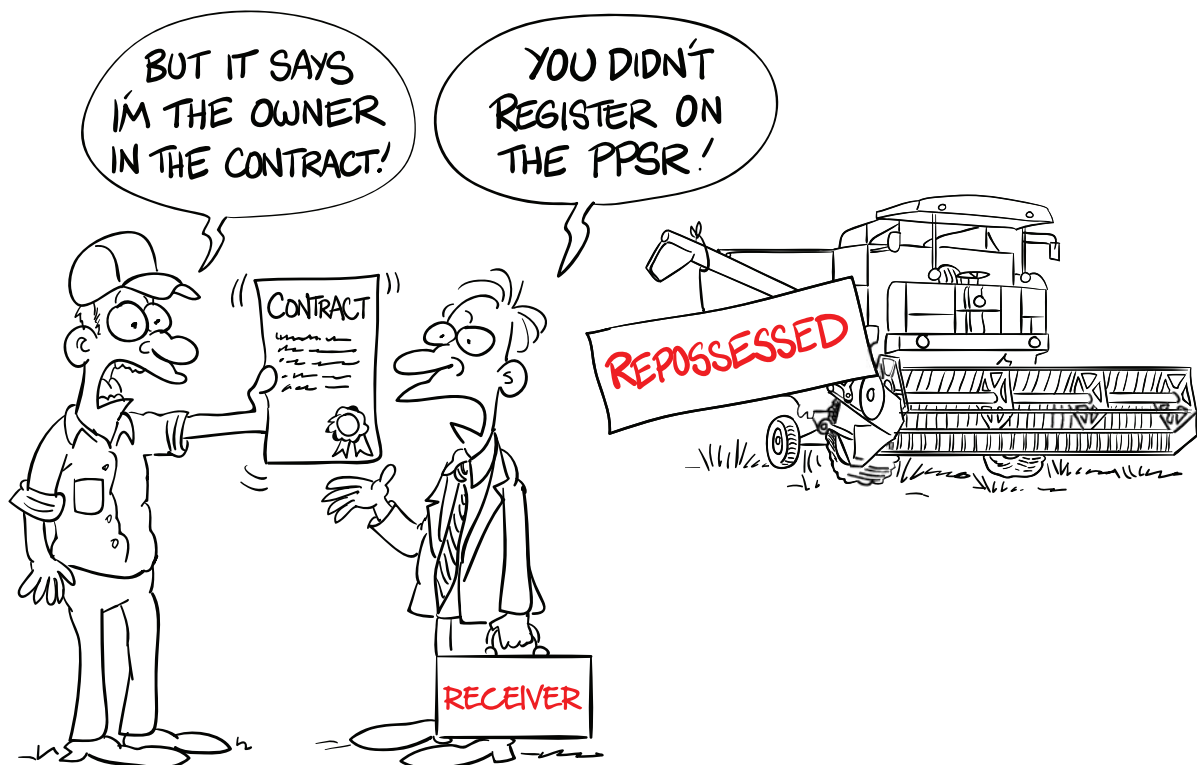 BUT IT SAYS
I'M THE OWNER
IN THE CONTRACT!
YOU DIDN'T
REGISTER ON
THE PPSR!
CONTRACT
REPOSSESSED
RECEIVER